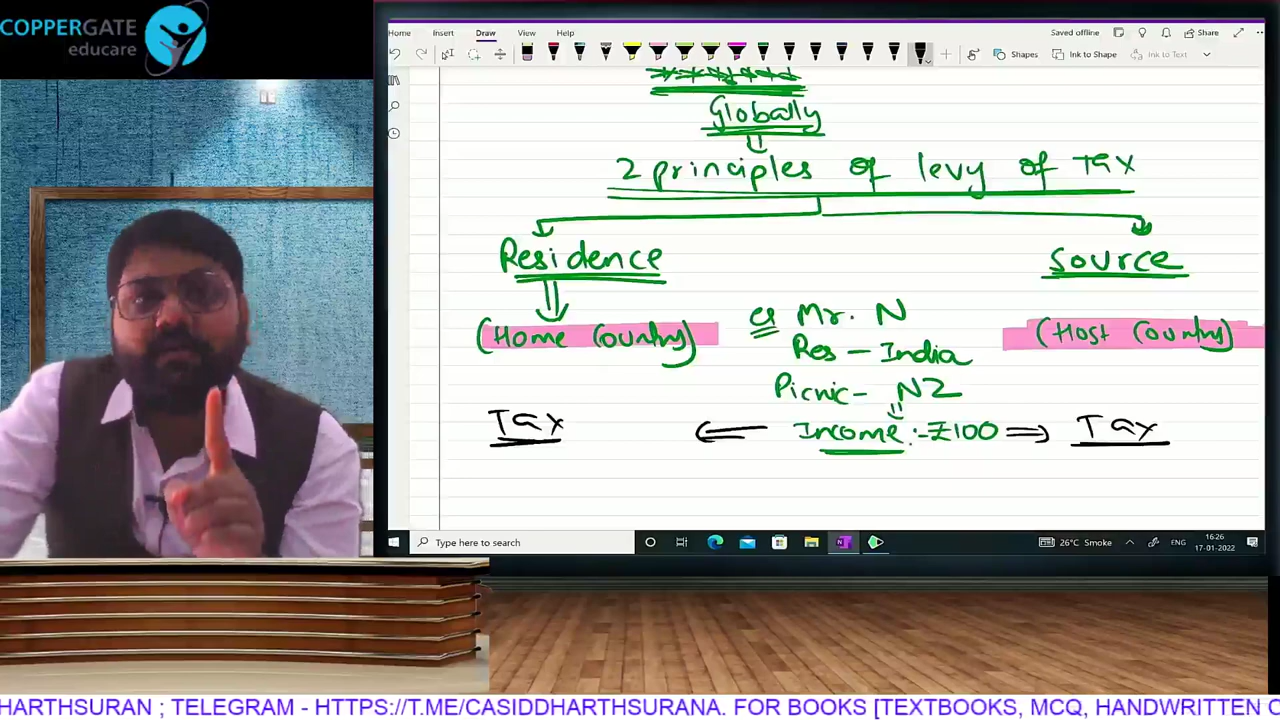 COPPERGATE
educare
Home Insert Draw View Help
Saved offline
Share
Shapes
Ink to Shape
Ink to Text
Globally
2 principles of levy of Tax
Residence
Source
(Home Country)
eg Mr. N
(Host Country)
Res - India
Picnic - NZ
Tax
Income :- ₹100
Tax
Type here to search
26°C Smoke
ENG
16:26
17-01-2022
HARTHSURAN ; TELEGRAM - HTTPS://T.ME/CASIDDHARTHSURANA. FOR BOOKS [TEXTBOOKS, MCQ, HANDWRITTEN